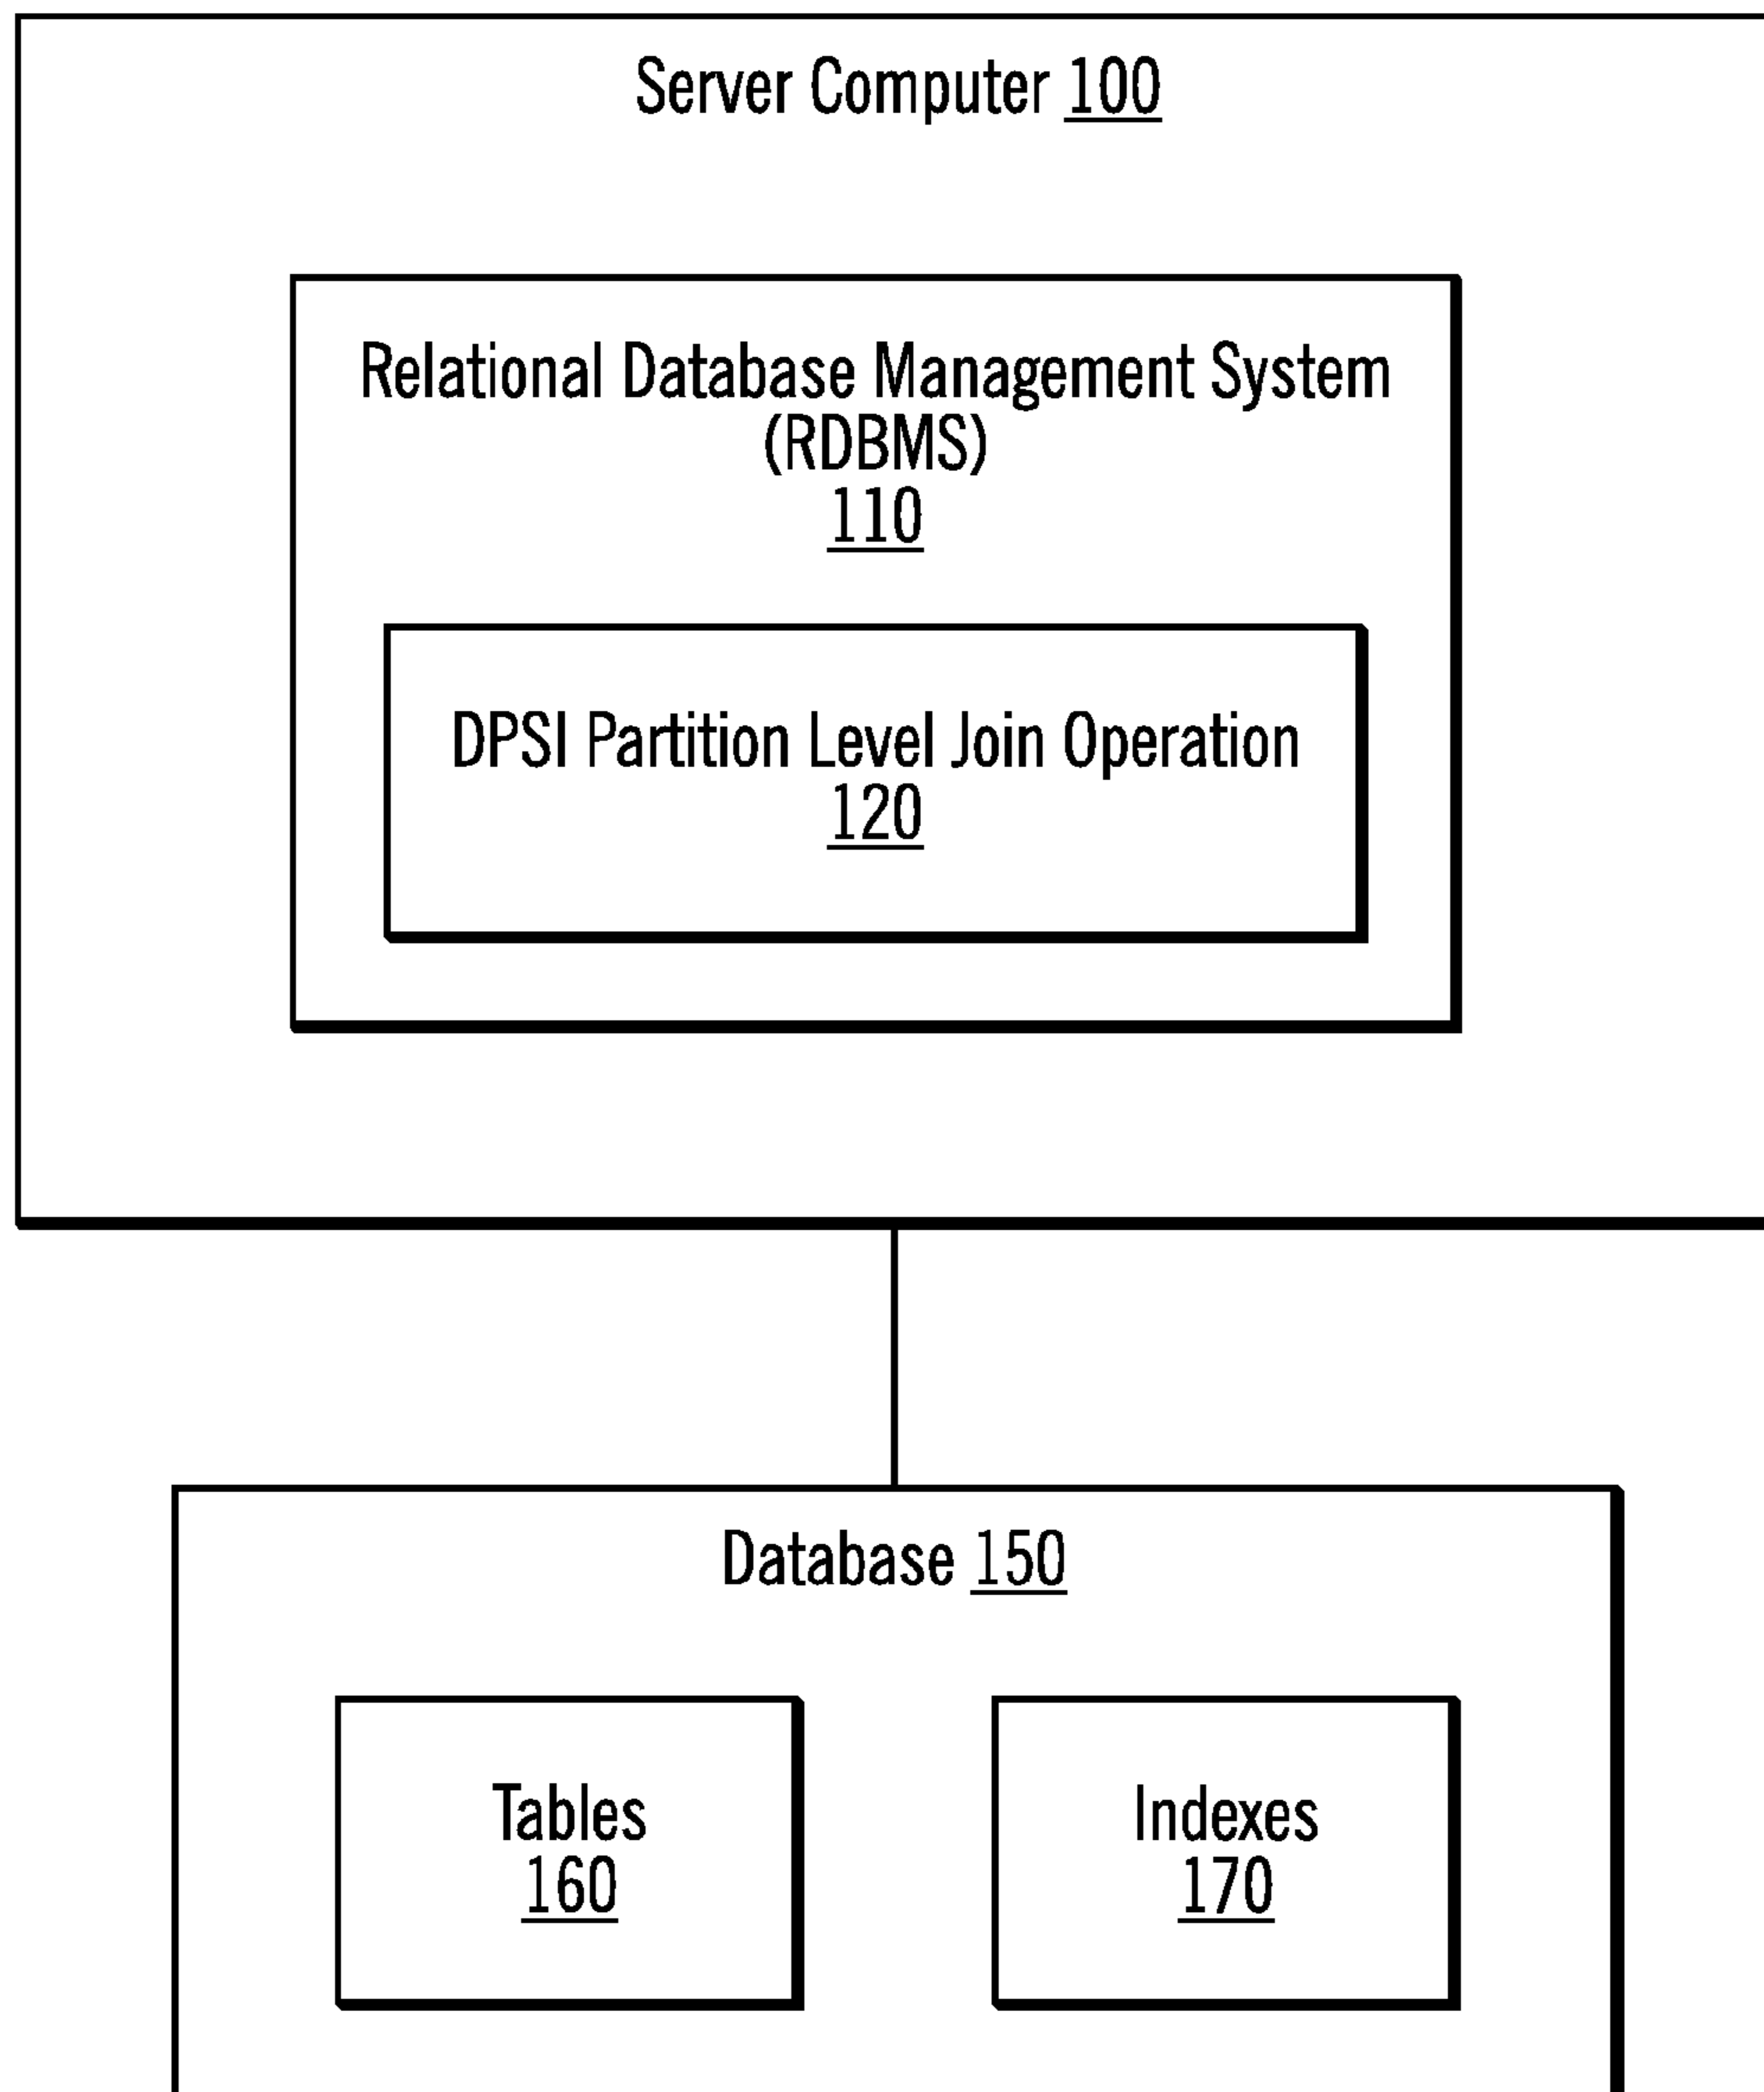 Server Computer 100
Relational Database Management System
(RDBMS)
110
DPSI Partition Level Join Operation
120
Database 150
Tables
160
Indexes
170